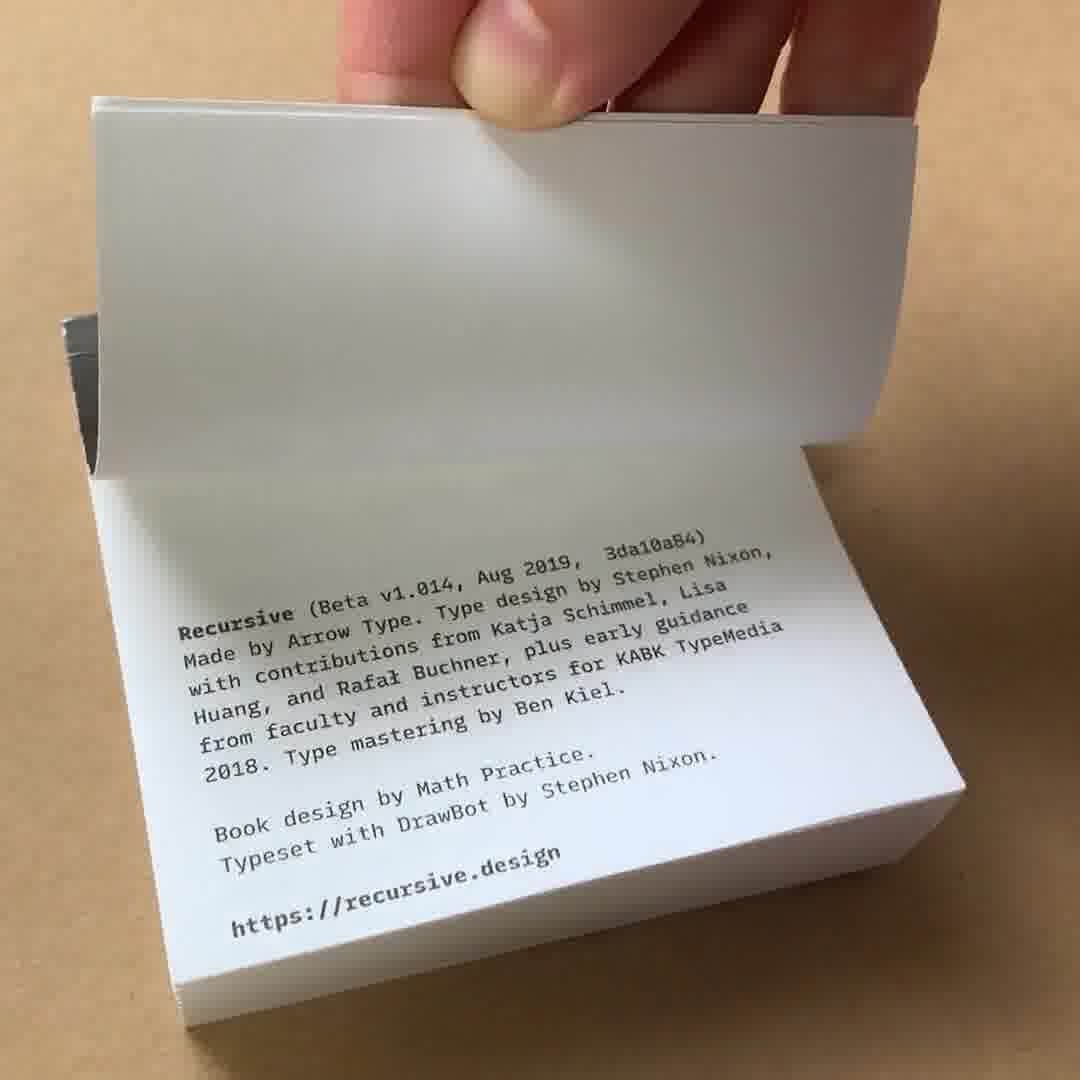 Recursive (Beta v1.014, Aug 2019,  3da10a84)
Made by Arrow Type. Type design by Stephen Nixon,
with contributions from Katja Schimmel, Lisa
Huang, and Rafał Buchner, plus early guidance
from faculty and instructors for KABK TypeMedia
2018. Type mastering by Ben Kiel.
Book design by Math Practice.
Typeset with DrawBot by Stephen Nixon.
https://recursive.design